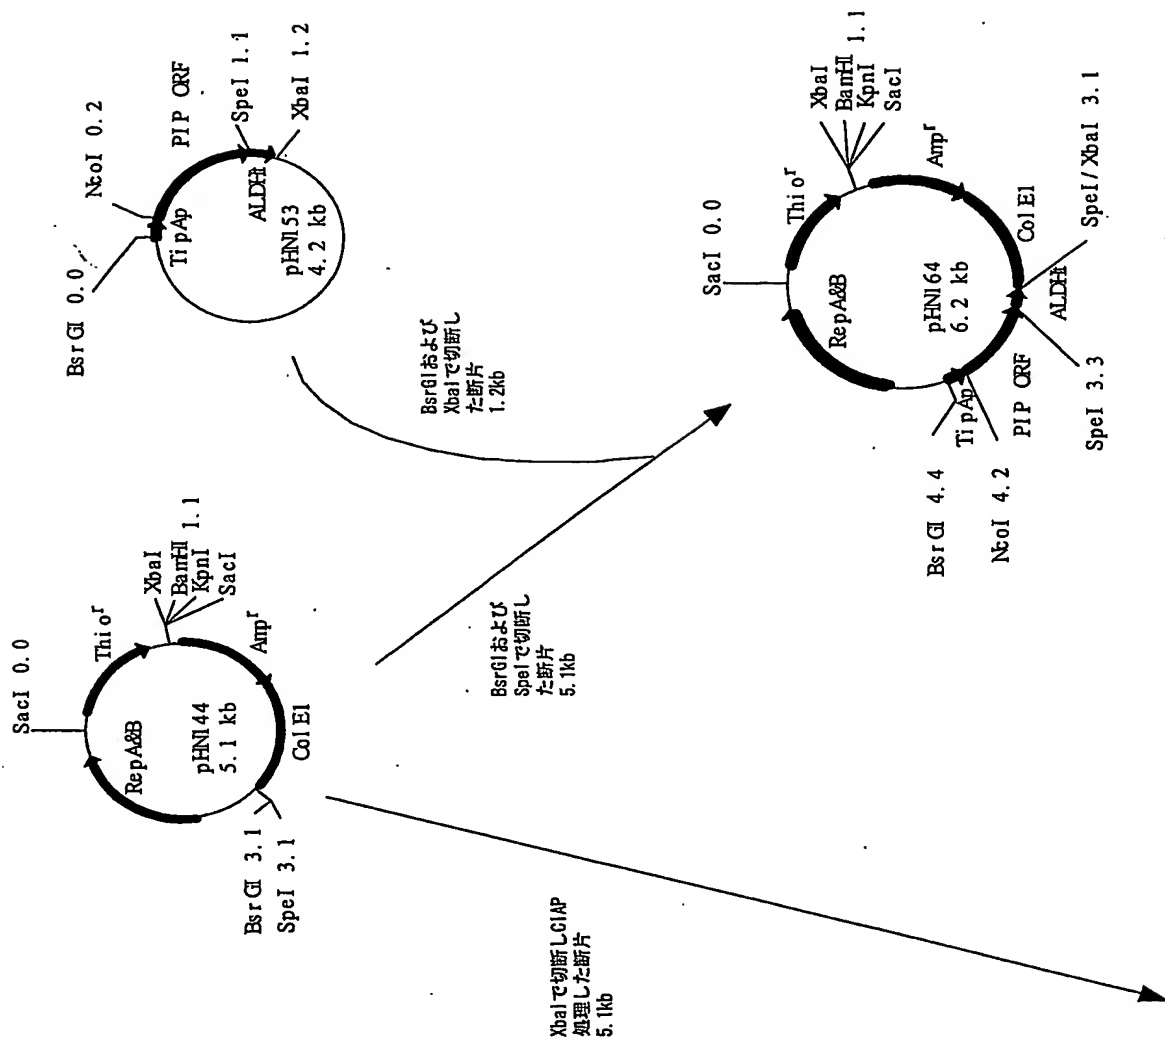 BsrGI 0.0
NcoI 0.2
TipAp
PIP ORF
SpeI 1.1
ALDHt
XbaI 1.2
pHN153
4.2 kb
BsrGIおよび
XbaIで切断し
た断片
1.2kb
SacI 0.0
Thioʳ
XbaI
BamHI 1.1
KpnI
SacI
RepA&B
pHN144
5.1 kb
Ampʳ
ColE1
BsrGI 3.1
SpeI 3.1
BsrGIおよび
SpeIで切断し
た断片
5.1kb
SacI 0.0
Thioʳ
XbaI
BamHI 1.1
KpnI
SacI
RepA&B
pHN164
6.2 kb
Ampʳ
ColE1
BsrGI 4.4
TipAp
NcoI 4.2
PIP ORF
SpeI 3.3
ALDHt
SpeI/XbaI 3.1
XbaIで切断しCIAP
処理した断片
5.1kb